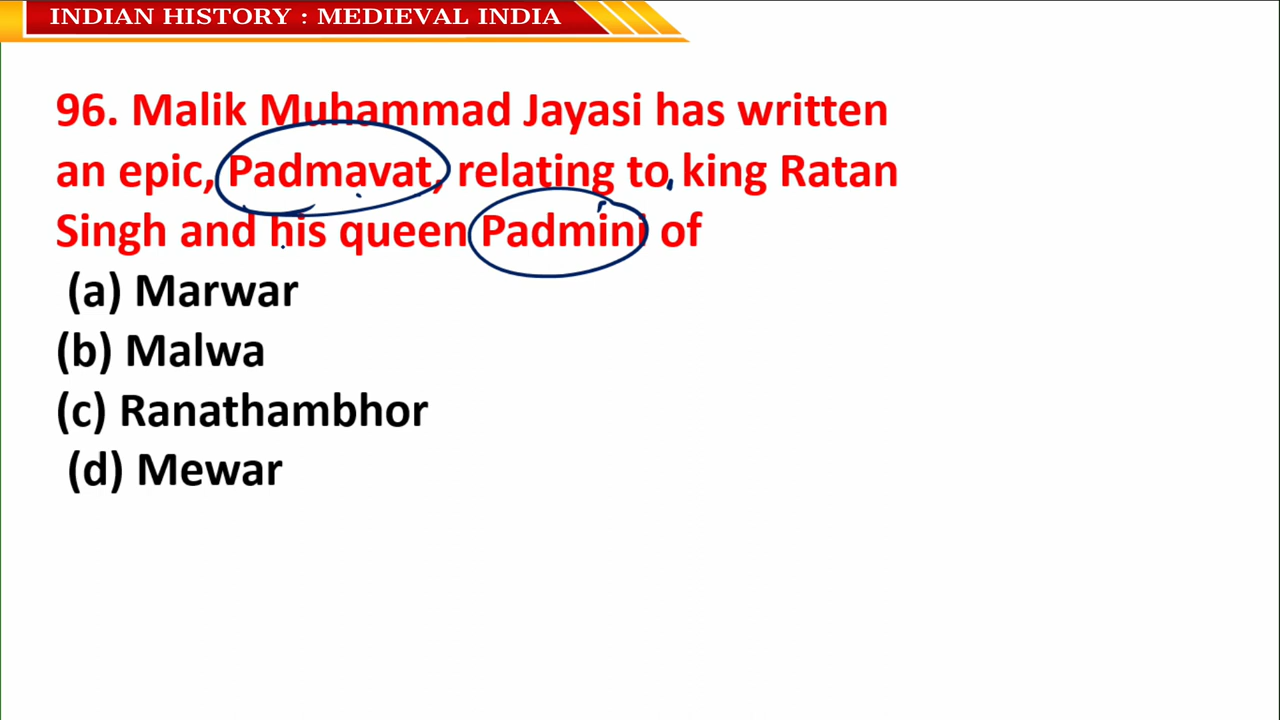 INDIAN HISTORY : MEDIEVAL INDIA
96. Malik Muhammad Jayasi has written
an epic, Padmavat, relating to king Ratan
Singh and his queen Padmini of
(a) Marwar
(b) Malwa
(c) Ranathambhor
(d) Mewar